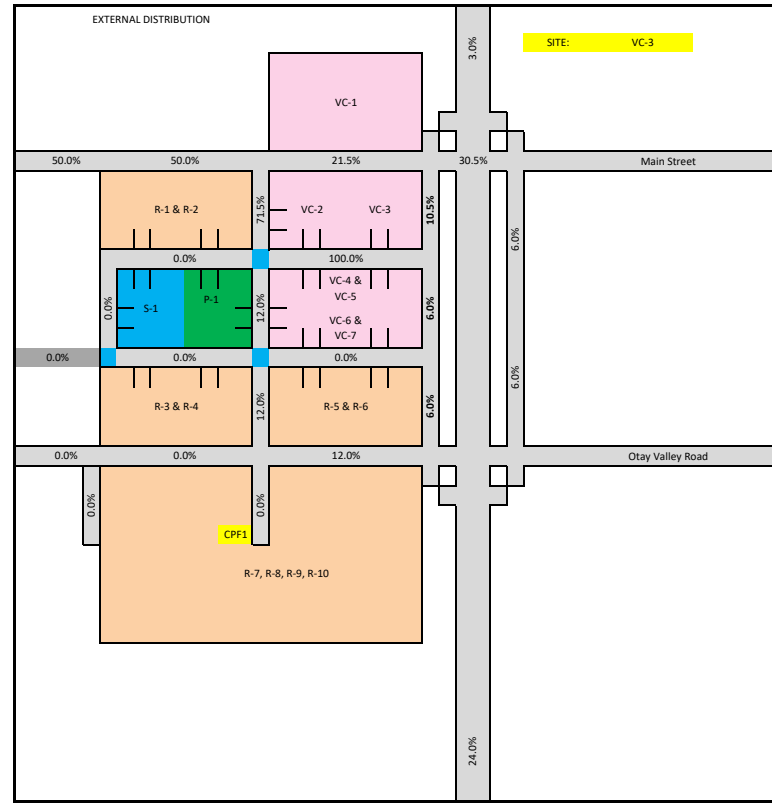 EXTERNAL DISTRIBUTION
3.0%
SITE: VC-3
VC-1
50.0% 50.0% 21.5% 30.5% Main Street
R-1 & R-2
71.5%
VC-2 VC-3
10.5%
6.0%
0.0% 100.0%
0.0%
S-1
P-1
12.0%
VC-4 &
VC-5
VC-6 &
VC-7
6.0%
0.0% 0.0% 0.0%
6.0%
R-3 & R-4
12.0%
R-5 & R-6
6.0%
0.0% 0.0% 12.0% Otay Valley Road
0.0%
0.0%
CPF1
R-7, R-8, R-9, R-10
24.0%